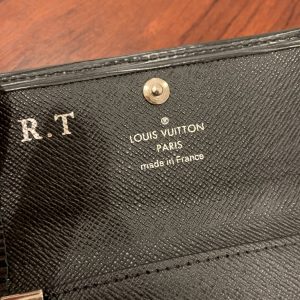 R.T
®
LOUIS VUITTON
PARIS
made in France